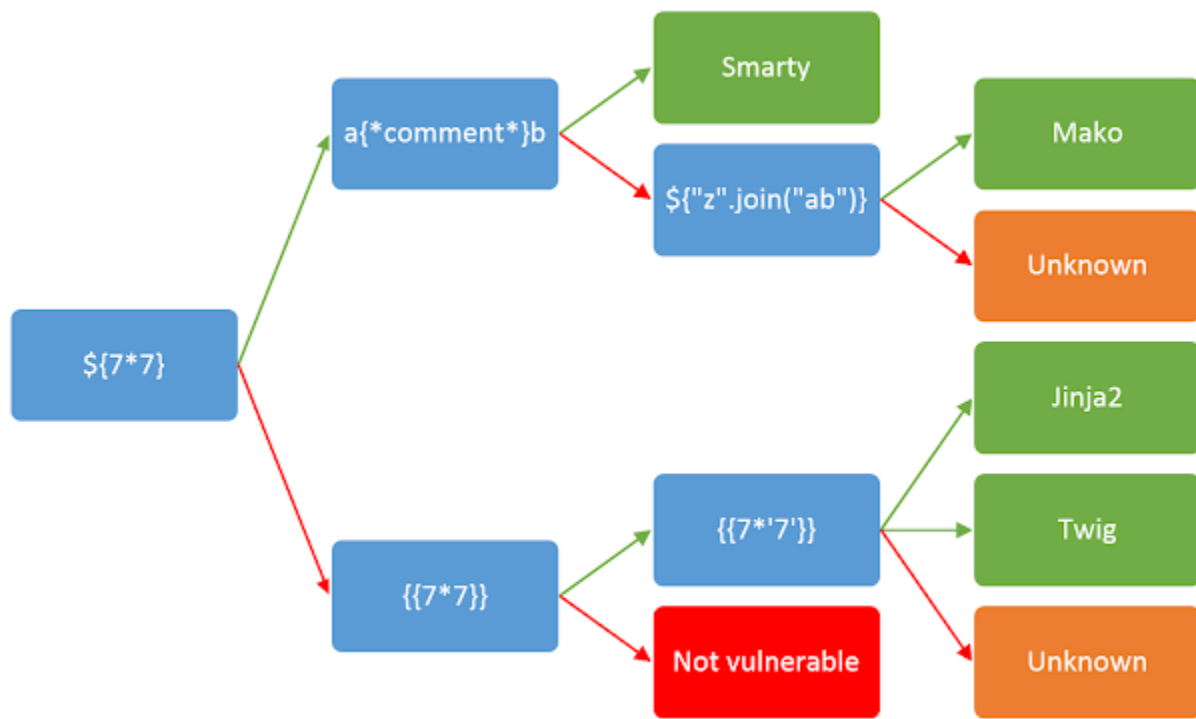 ${7*7}
a{*comment*}b
Smarty
${"z".join("ab")}
Mako
Unknown
{{7*7}}
{{7*'7'}}
Not vulnerable
Jinja2
Twig
Unknown